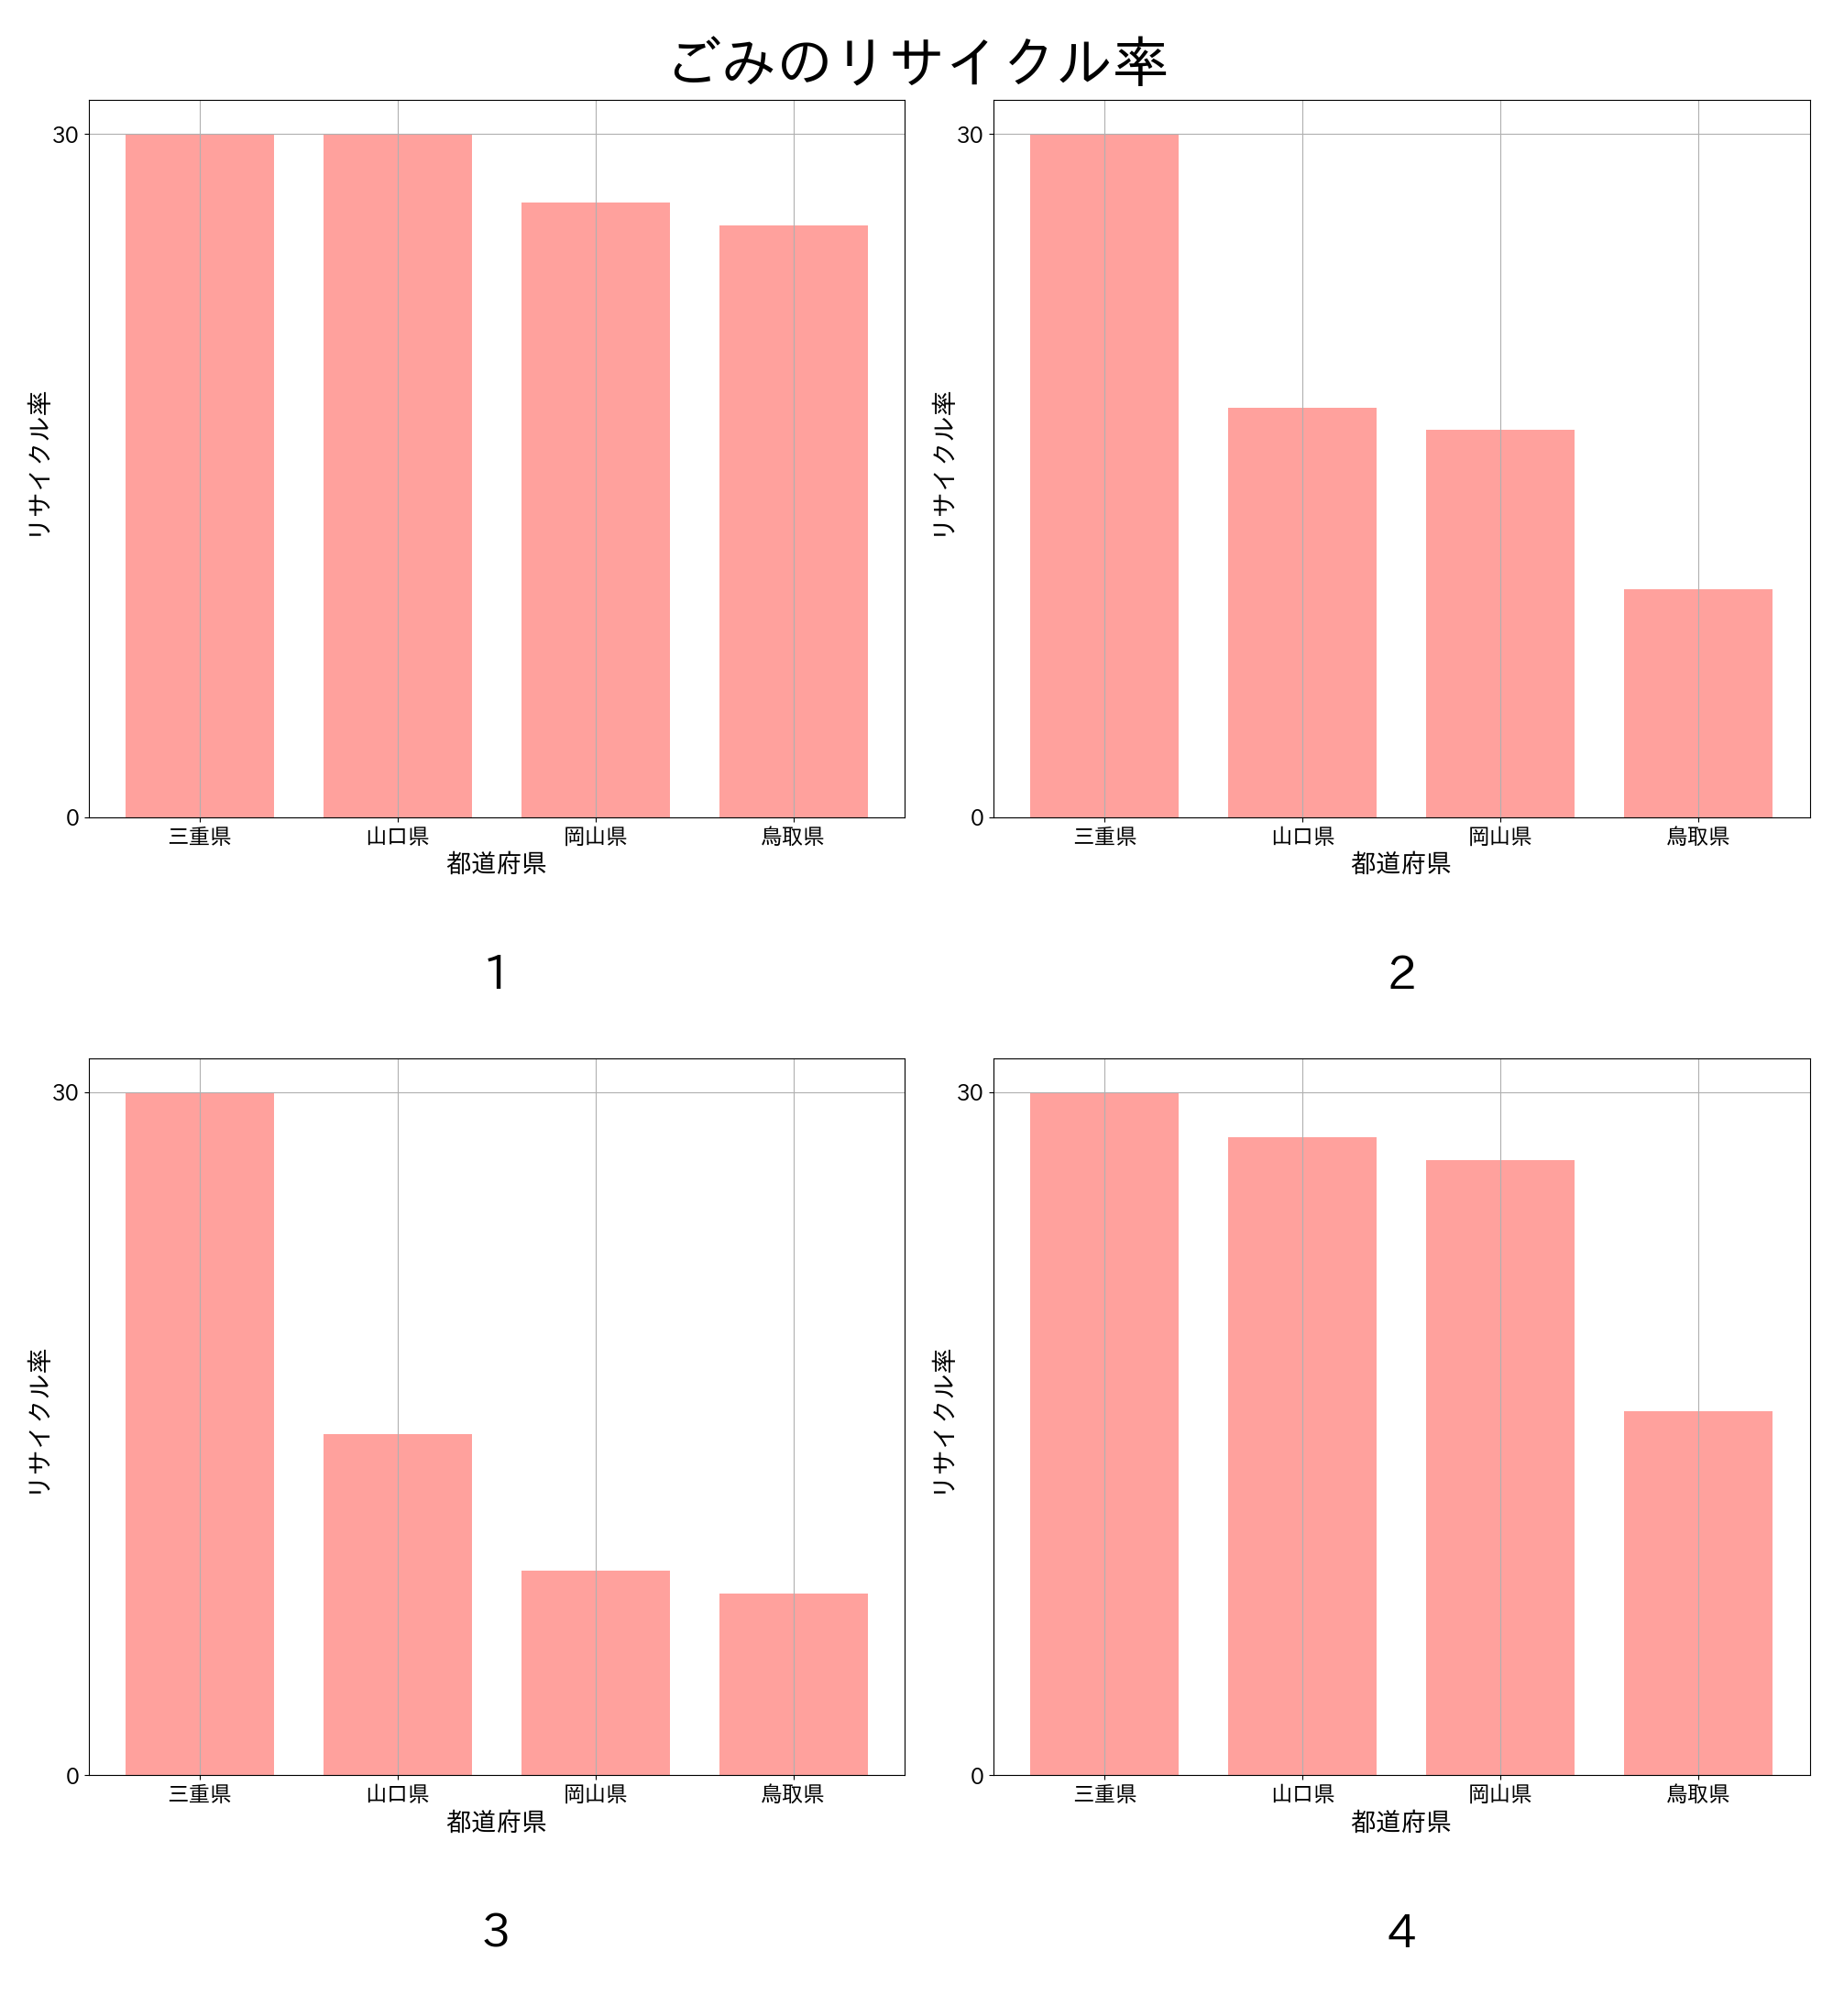 ごみのリサイクル率
30
0
リサイクル率
三重県 山口県 岡山県 鳥取県
都道府県
1
30
0
リサイクル率
三重県 山口県 岡山県 鳥取県
都道府県
2
30
0
リサイクル率
三重県 山口県 岡山県 鳥取県
都道府県
3
30
0
リサイクル率
三重県 山口県 岡山県 鳥取県
都道府県
4